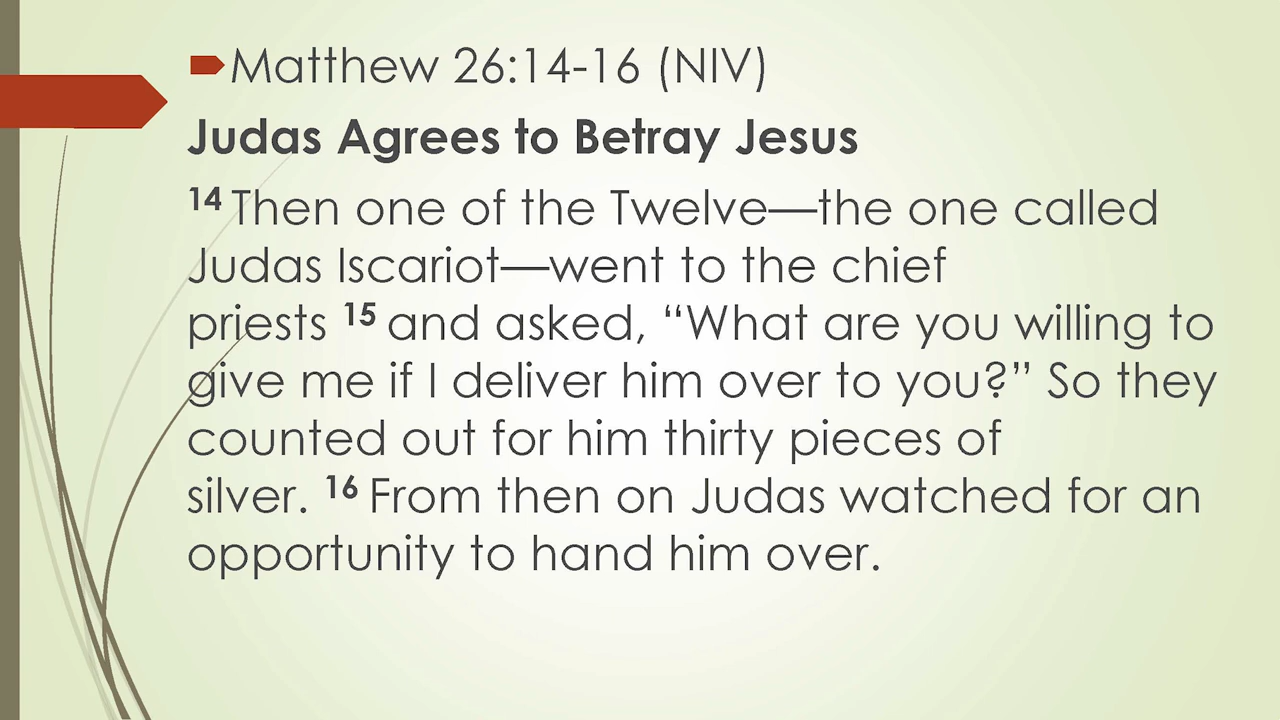 Matthew 26:14-16 (NIV)
Judas Agrees to Betray Jesus
14 Then one of the Twelve—the one called
Judas Iscariot—went to the chief
priests 15 and asked, “What are you willing to
give me if I deliver him over to you?” So they
counted out for him thirty pieces of
silver. 16 From then on Judas watched for an
opportunity to hand him over.